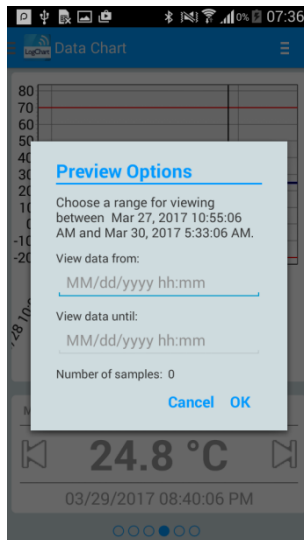 0% 07:36
LogChart Data Chart
80
70
60
50
40
30
20
10
0
-10
-20
Preview Options
Choose a range for viewing
between Mar 27, 2017 10:55:06
AM and Mar 30, 2017 5:33:06 AM.
View data from:
MM/dd/yyyy hh:mm
View data until:
MM/dd/yyyy hh:mm
Number of samples: 0
Cancel OK
24.8 °C
03/29/2017 08:40:06 PM